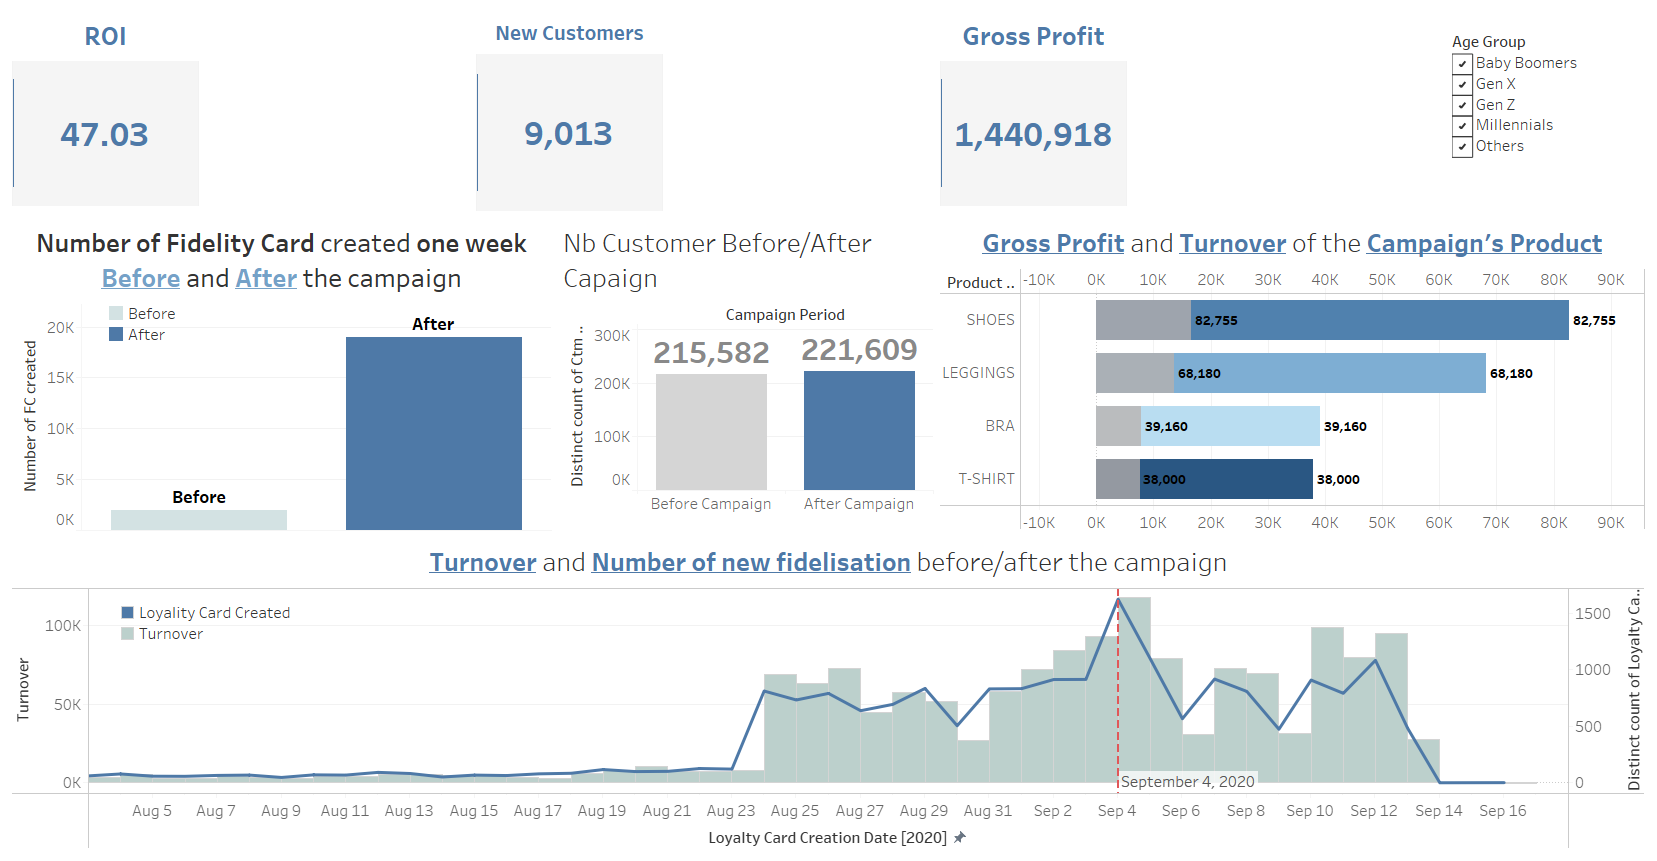 ROI
47.03
New Customers
9,013
Gross Profit
1,440,918
Age Group
Baby Boomers
Gen X
Gen Z
Millennials
Others
Number of Fidelity Card created one week
Before and After the campaign
Before
After
Number of FC created
20K
15K
10K
5K
0K
Before
After
Nb Customer Before/After
Capaign
Campaign Period
Distinct count of Ctm ..
300K
200K
100K
0K
215,582
221,609
Before Campaign
After Campaign
Gross Profit and Turnover of the Campaign's Product
Product ..
-10K 0K 10K 20K 30K 40K 50K 60K 70K 80K 90K
SHOES 82,755 82,755
LEGGINGS 68,180 68,180
BRA 39,160 39,160
T-SHIRT 38,000 38,000
-10K 0K 10K 20K 30K 40K 50K 60K 70K 80K 90K
Turnover and Number of new fidelisation before/after the campaign
Loyality Card Created
Turnover
Turnover
100K
50K
0K
September 4, 2020
1500
1000
500
0
Distinct count of Loyalty Ca..
Aug 5 Aug 7 Aug 9 Aug 11 Aug 13 Aug 15 Aug 17 Aug 19 Aug 21 Aug 23 Aug 25 Aug 27 Aug 29 Aug 31 Sep 2 Sep 4 Sep 6 Sep 8 Sep 10 Sep 12 Sep 14 Sep 16
Loyalty Card Creation Date [2020]